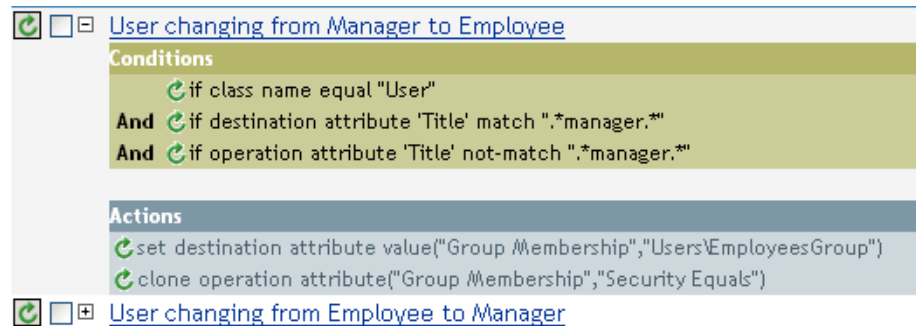 User changing from Manager to Employee
Conditions
if class name equal "User"
And if destination attribute 'Title' match ".*manager.*"
And if operation attribute 'Title' not-match ".*manager.*"
Actions
set destination attribute value("Group Membership","Users\EmployeesGroup")
clone operation attribute("Group Membership","Security Equals")
User changing from Employee to Manager